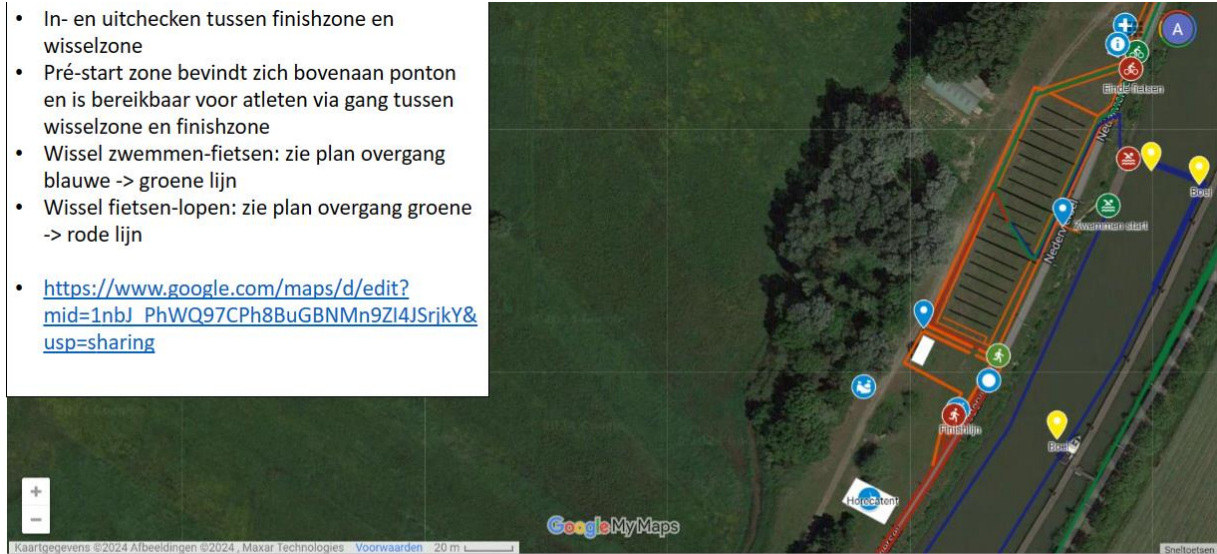 • In- en uitchecken tussen finishzone en
wisselzone
• Pré-start zone bevindt zich bovenaan ponton
en is bereikbaar voor atleten via gang tussen
wisselzone en finishzone
• Wissel zwemmen-fietsen: zie plan overgang
blauwe -> groene lijn
• Wissel fietsen-lopen: zie plan overgang groene
-> rode lijn
• https://www.google.com/maps/d/edit?
mid=1nbJ_PhWQ97CPh8BuGBNMn9ZI4JSrjkY&
usp=sharing
A
Einde fietsen
Boei
Zwemmen start
Boei
Finishlijn
Horecatent
Google My Maps
Kaartgegevens ©2024 Afbeeldingen ©2024 , Maxar Technologies Voorwaarden 20 m
Sneltoetsen